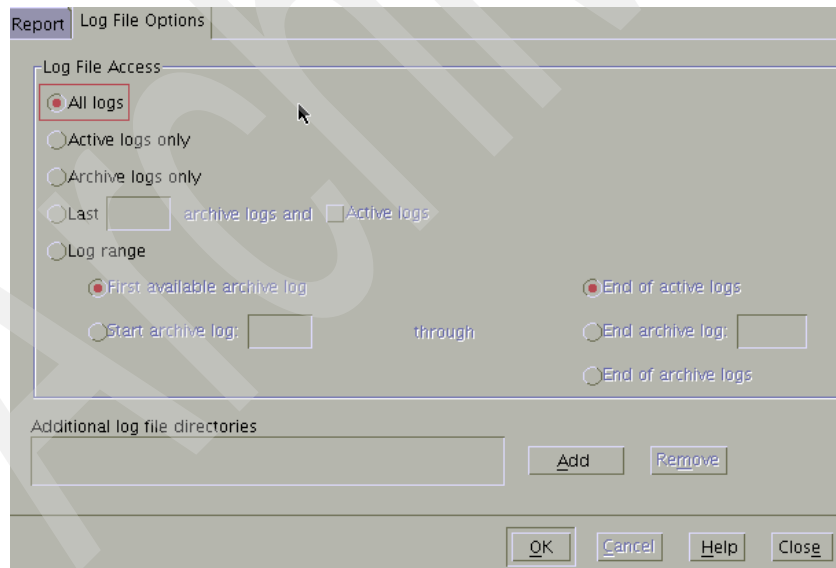 Report Log File Options
Log File Access
All logs
Active logs only
Archive logs only
Last archive logs and Active logs
Log range
First available archive log End of active logs
Start archive log: through End archive log:
End of archive logs
Additional log file directories
Add Remove
OK Cancel Help Close